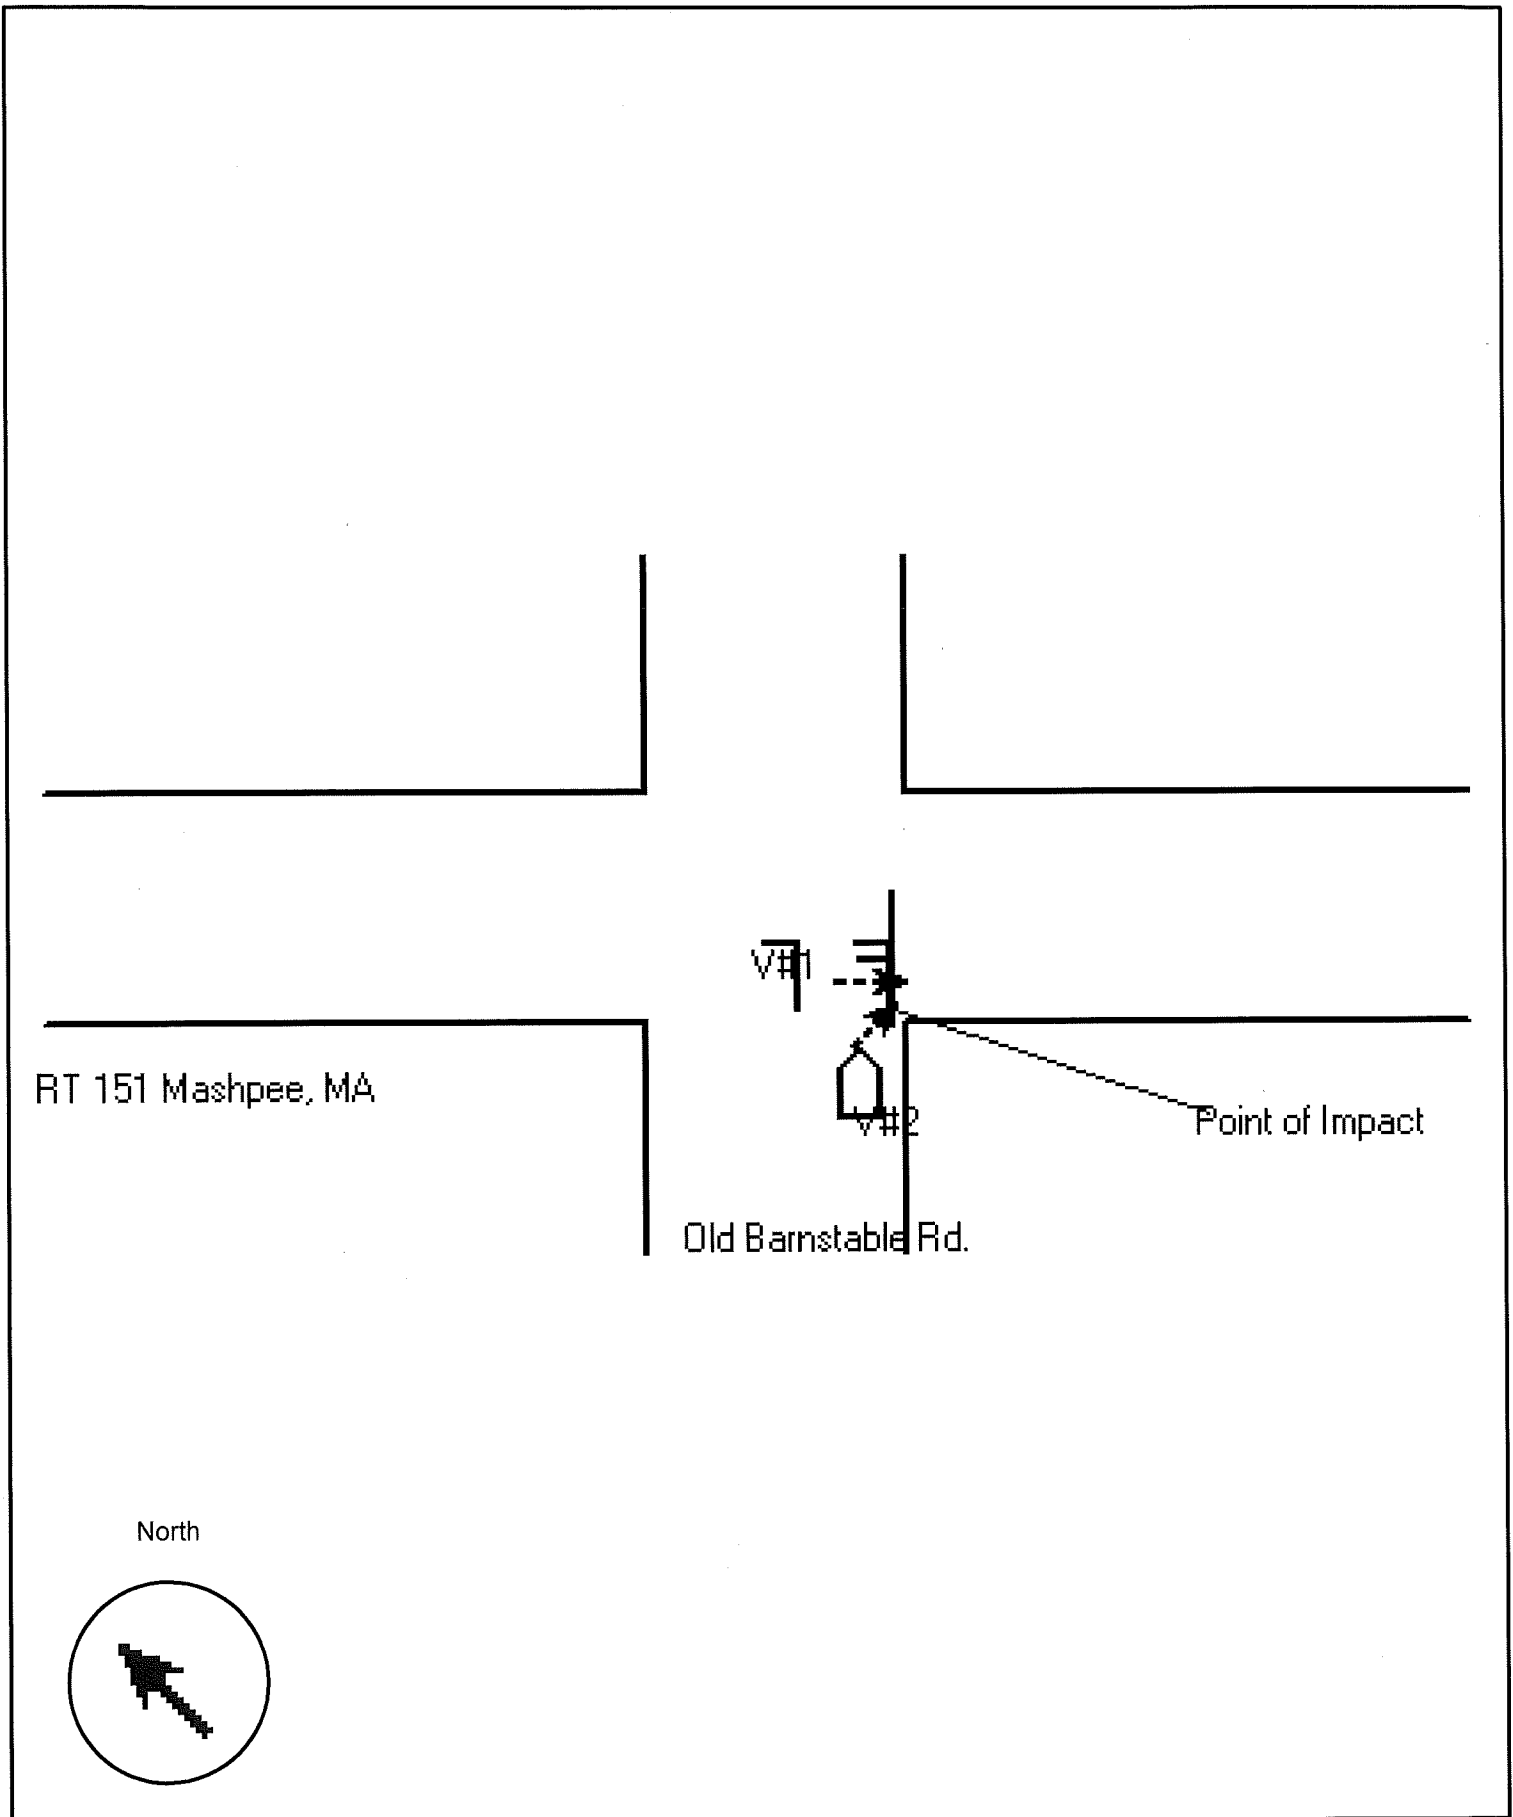 V#1
RT 151 Mashpee, MA
V#2
Point of Impact
Old Barnstable Rd.
North